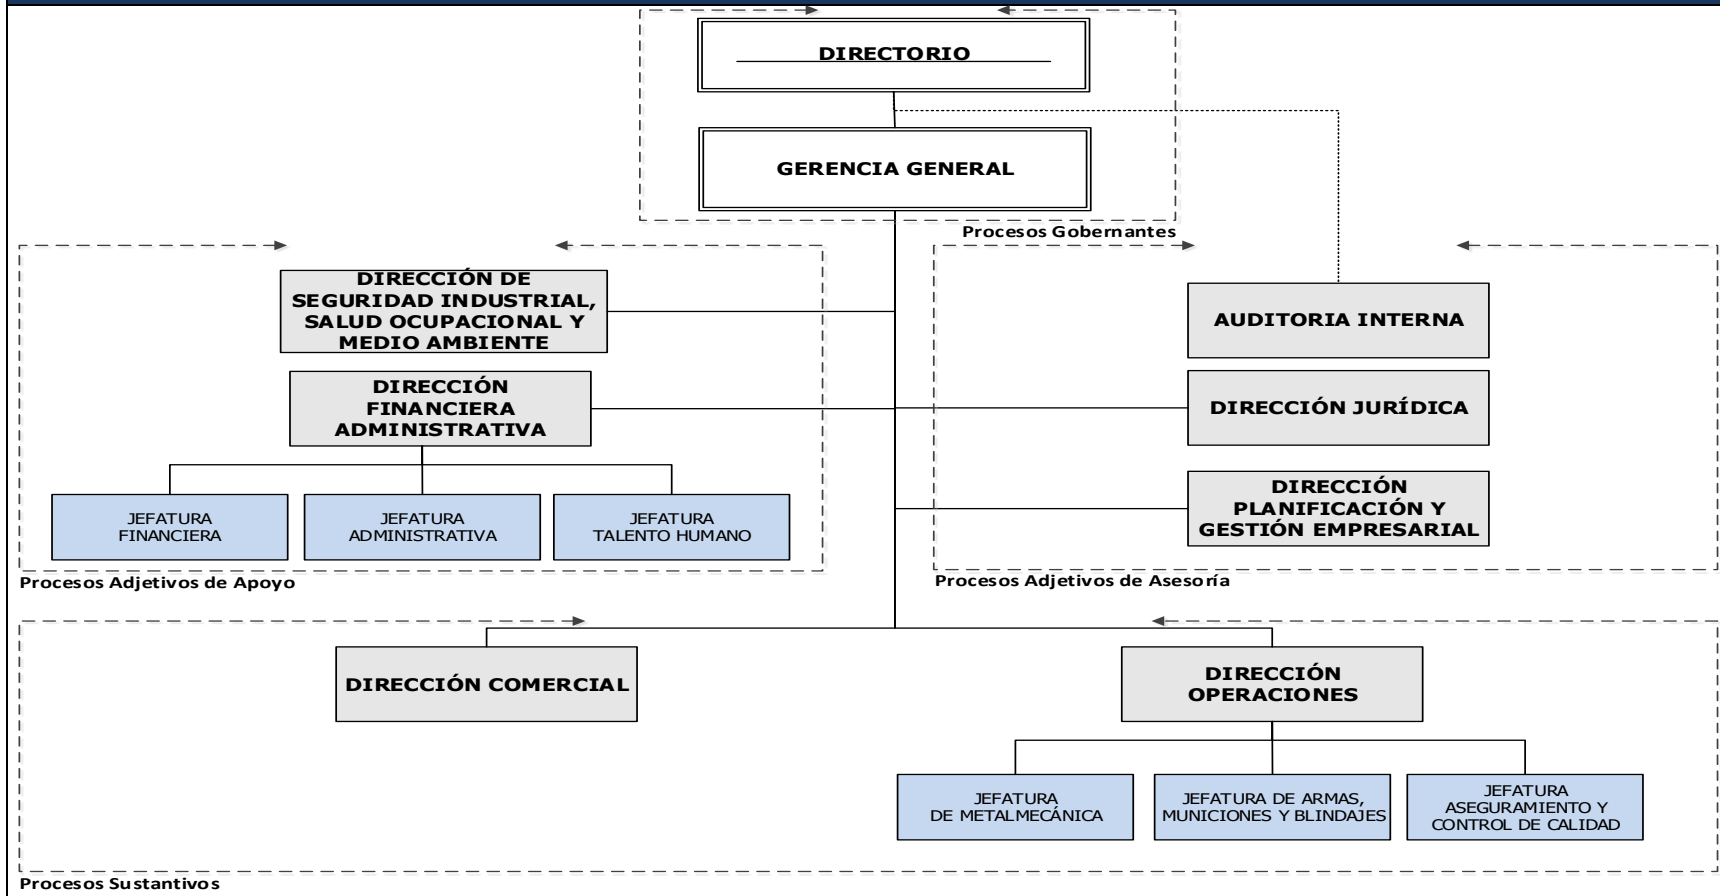 DIRECTORIO
GERENCIA GENERAL
Procesos Gobernantes
DIRECCIÓN DE
SEGURIDAD INDUSTRIAL,
SALUD OCUPACIONAL Y
MEDIO AMBIENTE
DIRECCIÓN
FINANCIERA
ADMINISTRATIVA
JEFATURA
FINANCIERA
JEFATURA
ADMINISTRATIVA
JEFATURA
TALENTO HUMANO
Procesos Adjetivos de Apoyo
AUDITORIA INTERNA
DIRECCIÓN JURÍDICA
DIRECCIÓN
PLANIFICACIÓN Y
GESTIÓN EMPRESARIAL
Procesos Adjetivos de Asesoría
DIRECCIÓN COMERCIAL
DIRECCIÓN
OPERACIONES
JEFATURA
DE METALMECÁNICA
JEFATURA DE ARMAS,
MUNICIONES Y BLINDAJES
JEFATURA
ASEGURAMIENTO Y
CONTROL DE CALIDAD
Procesos Sustantivos